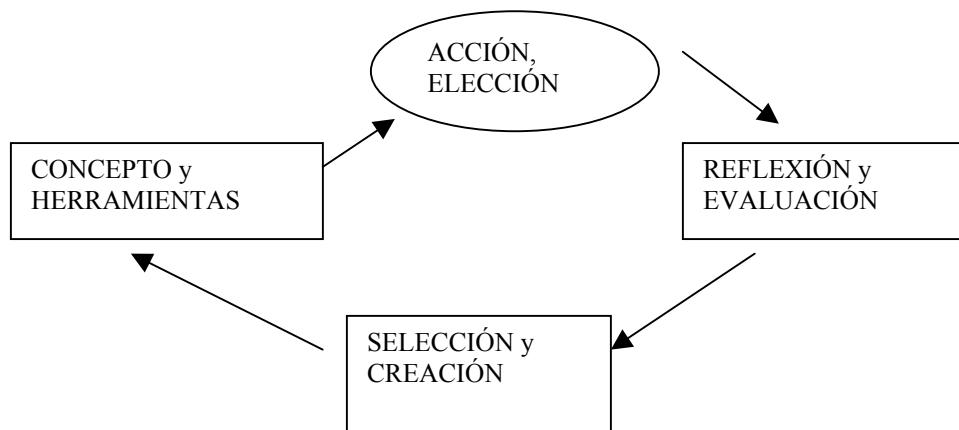 ACCIÓN,
ELECCIÓN
CONCEPTO y
HERRAMIENTAS
REFLEXIÓN y
EVALUACIÓN
SELECCIÓN y
CREACIÓN